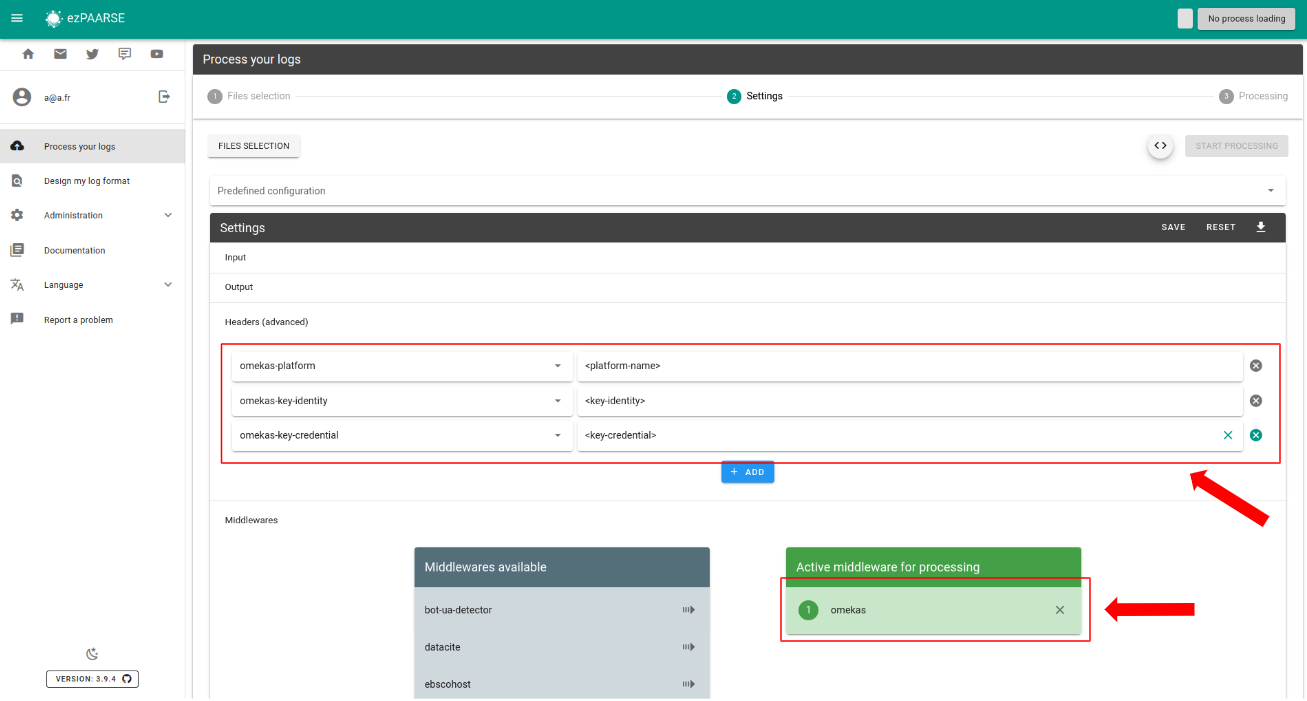 ezPAARSE
No process loading
a@a.fr
Process your logs
Design my log format
Administration
Documentation
Language
Report a problem
VERSION: 3.9.4
Process your logs
1 Files selection
2 Settings
3 Processing
FILES SELECTION
START PROCESSING
Predefined configuration
Settings
SAVE
RESET
Input
Output
Headers (advanced)
omekas-platform <platform-name>
omekas-key-identity <key-identity>
omekas-key-credential <key-credential>
+ ADD
Middlewares
Middlewares available
bot-ua-detector
datacite
ebscohost
Active middleware for processing
1 omekas